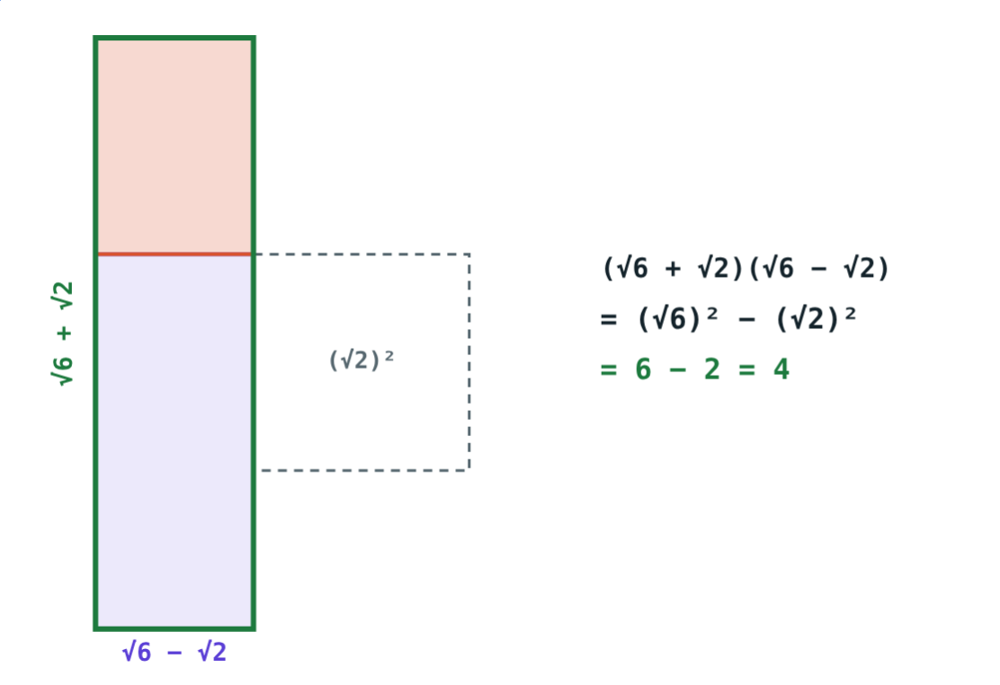 √6 + √2
(√2)²
√6 − √2
(√6 + √2)(√6 − √2)
= (√6)² − (√2)²
= 6 − 2 = 4